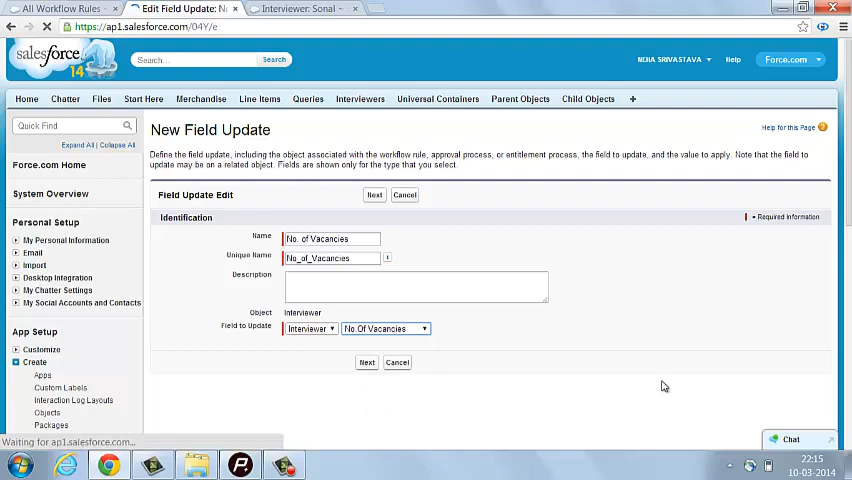 All Workflow Rules ~
Edit Field Update: N
Interviewer: Sonal ~
https://ap1.salesforce.com/04Y/e
salesforce
14
Search...
Search
NEHA SRIVASTAVA
Help
Force.com
Home
Chatter
Files
Start Here
Merchandise
Line Items
Queries
Interviewers
Universal Containers
Parent Objects
Child Objects
+
Quick Find
Expand All | Collapse All
Force.com Home
System Overview
Personal Setup
My Personal Information
Email
Import
Desktop Integration
My Chatter Settings
My Social Accounts and Contacts
App Setup
Customize
Create
Apps
Custom Labels
Interaction Log Layouts
Objects
Packages
New Field Update
Help for this Page
Define the field update, including the object associated with the workflow rule, approval process, or entitlement process, the field to update, and the value to apply. Note that the field to
update may be on a related object. Fields are shown only for the type that you select.
Field Update Edit
Next
Cancel
Identification
= Required Information
Name
No. of Vacancies
Unique Name
No_of_Vacancies
i
Description
Object
Interviewer
Field to Update
Interviewer
No.Of Vacancies
Next
Cancel
Waiting for ap1.salesforce.com...
Chat
22:15
10-03-2014